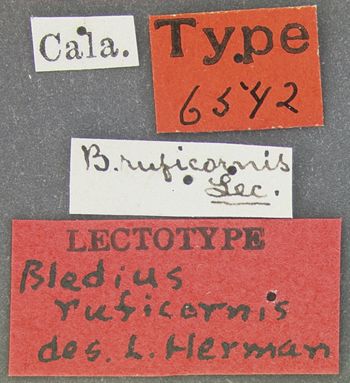 Cala.
Type
6542
B. ruficornis
Lec.
LECTOTYPE
Bledius
ruficornis
des. L. Herman